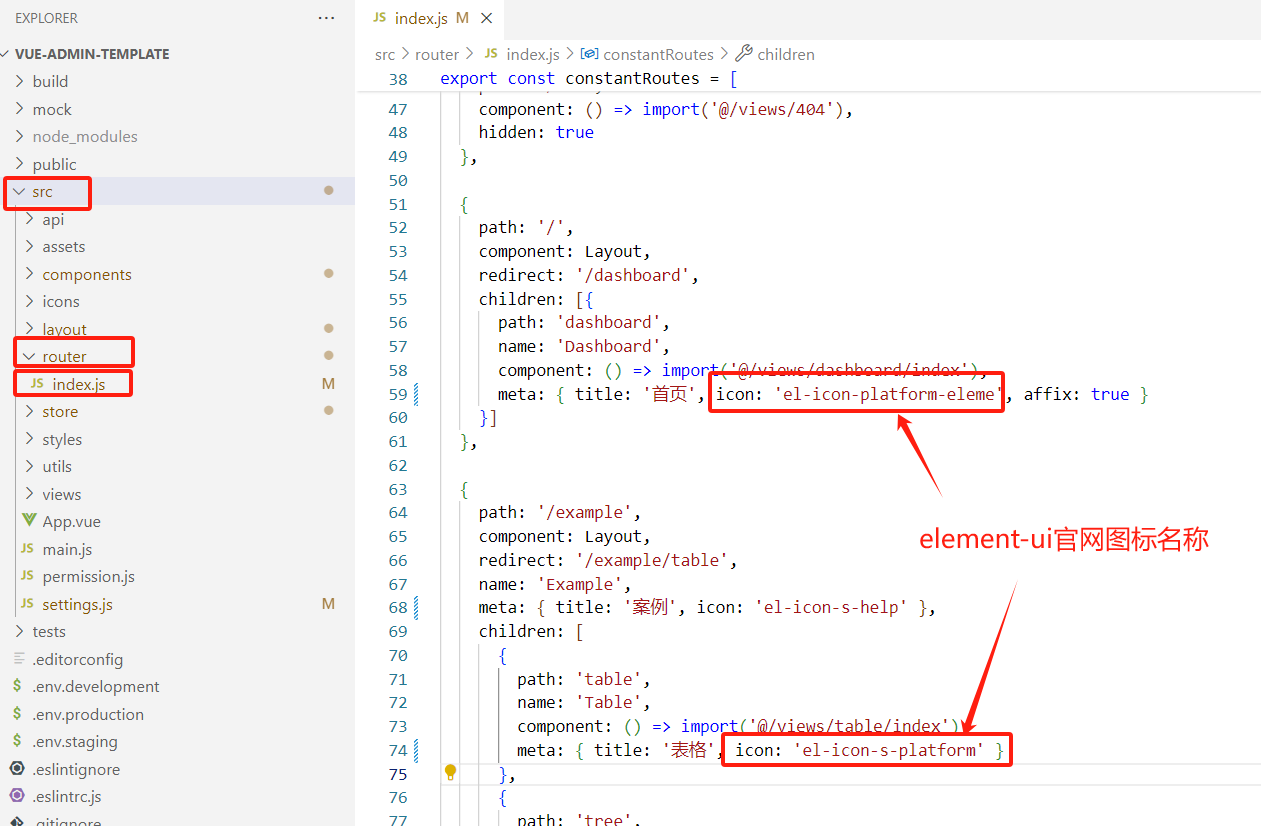 EXPLORER
...
VUE-ADMIN-TEMPLATE
build
mock
node_modules
public
src
api
assets
components
icons
layout
router
JS index.js M
store
styles
utils
views
App.vue
JS main.js
JS permission.js
JS settings.js M
tests
.editorconfig
$ .env.development
$ .env.production
$ .env.staging
.eslintignore
.eslintrc.js
.gitignore
JS index.js M ×
src > router > JS index.js > constantRoutes > children
38 export const constantRoutes = [
47 component: () => import('@/views/404'),
48 hidden: true
49 },
50
51 {
52 path: '/',
53 component: Layout,
54 redirect: '/dashboard',
55 children: [{
56 path: 'dashboard',
57 name: 'Dashboard',
58 component: () => import('@/views/dashboard/index'),
59 meta: { title: '首页', icon: 'el-icon-platform-eleme', affix: true }
60 }]
61 },
62
63 {
64 path: '/example',
65 component: Layout,
66 redirect: '/example/table',
67 name: 'Example',
68 meta: { title: '案例', icon: 'el-icon-s-help' },
69 children: [
70 {
71 path: 'table',
72 name: 'Table',
73 component: () => import('@/views/table/index'),
74 meta: { title: '表格', icon: 'el-icon-s-platform' }
75 },
76 {
77 path: 'tree',
element-ui官网图标名称